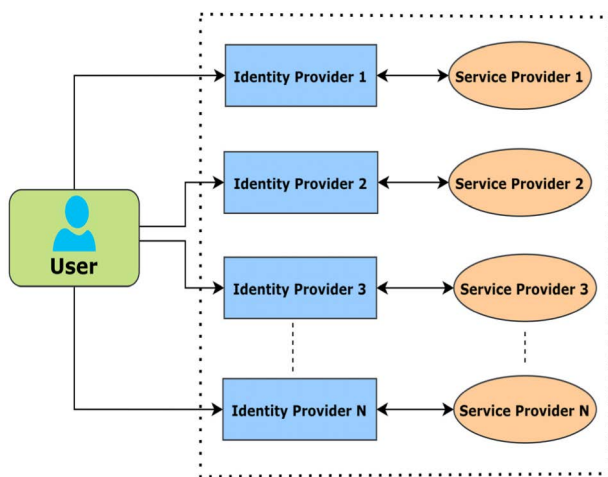 Identity Provider 1
Service Provider 1
Identity Provider 2
Service Provider 2
User
Identity Provider 3
Service Provider 3
Identity Provider N
Service Provider N